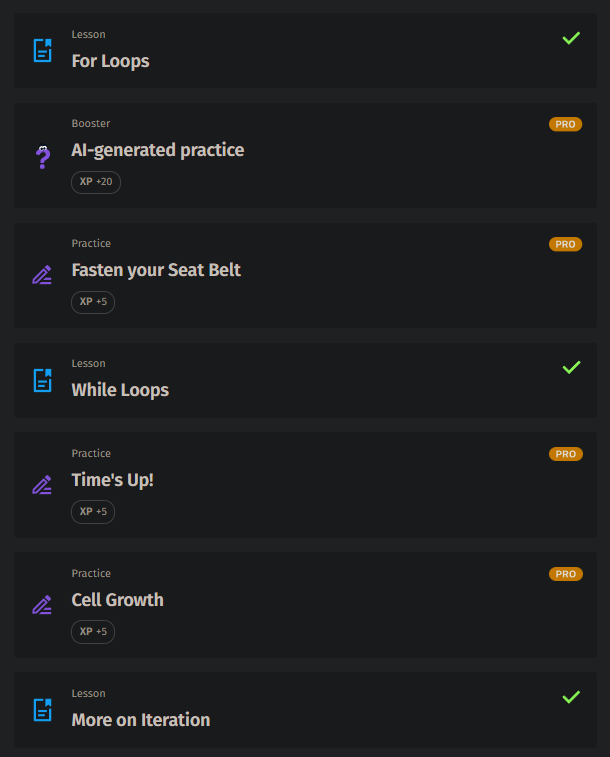 Lesson
For Loops
Booster
PRO
AI-generated practice
XP +20
Practice
PRO
Fasten your Seat Belt
XP +5
Lesson
While Loops
Practice
PRO
Time's Up!
XP +5
Practice
PRO
Cell Growth
XP +5
Lesson
More on Iteration